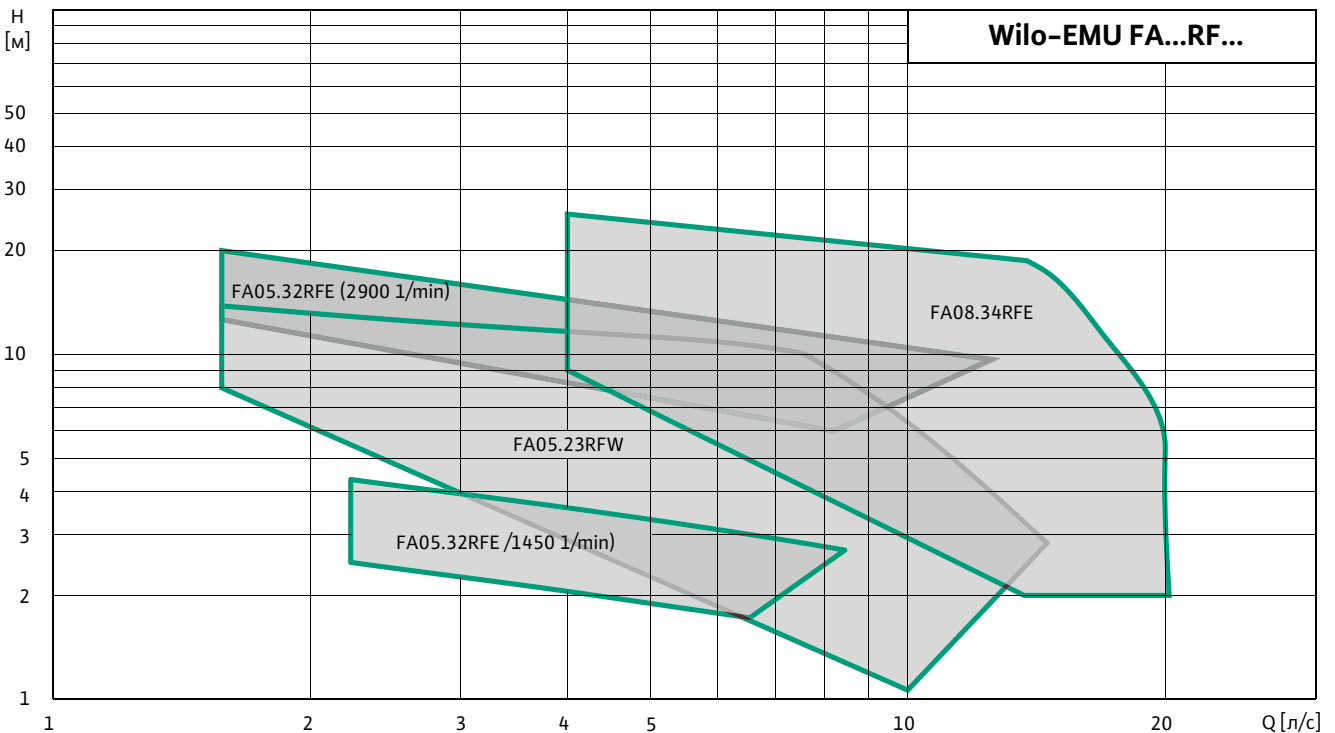 H
[м]
Wilo-EMU FA...RF...
50
40
30
20
10
5
4
3
2
1
FA05.32RFE (2900 1/min)
FA08.34RFE
FA05.23RFW
FA05.32RFE /1450 1/min)
1
2
3
4
5
10
20
Q [л/с]